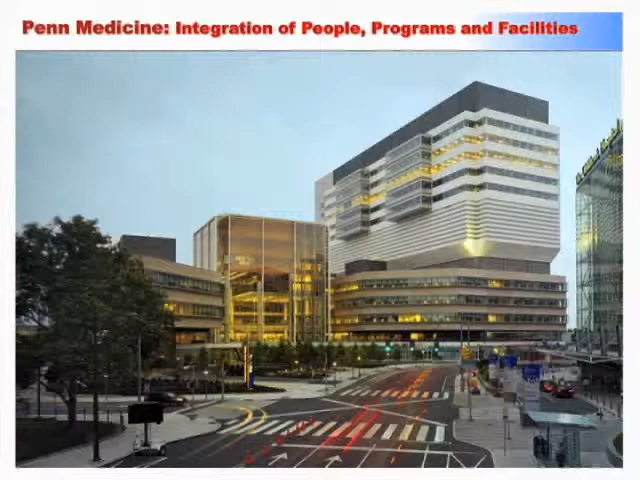 Penn Medicine: Integration of People, Programs and Facilities